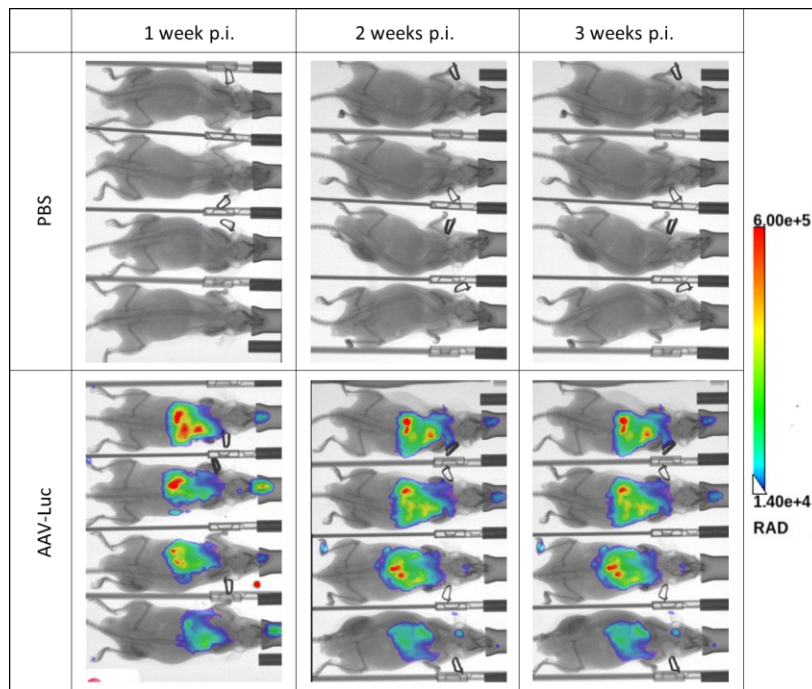 1 week p.i.
2 weeks p.i.
3 weeks p.i.
PBS
AAV-Luc
6.00e+5
1.40e+4
RAD